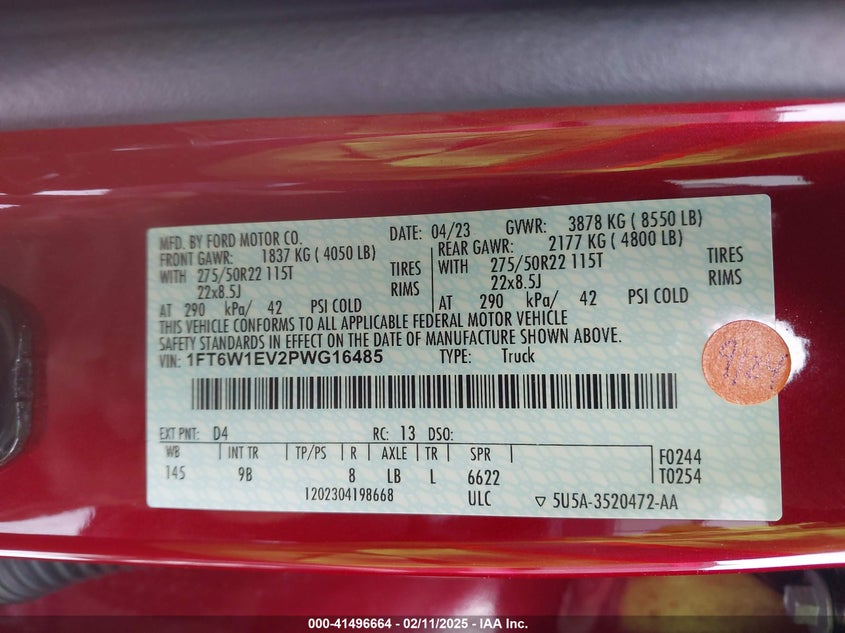 MFD. BY FORD MOTOR CO.
DATE: 04/23 GVWR: 3878 KG ( 8550 LB)
FRONT GAWR: 1837 KG ( 4050 LB)
REAR GAWR: 2177 KG ( 4800 LB)
WITH 275/50R22 115T TIRES
WITH 275/50R22 115T TIRES
22x8.5J RIMS
22x8.5J RIMS
AT 290 kPa/ 42 PSI COLD
AT 290 kPa/ 42 PSI COLD
THIS VEHICLE CONFORMS TO ALL APPLICABLE FEDERAL MOTOR VEHICLE
SAFETY STANDARDS IN EFFECT ON THE DATE OF MANUFACTURE SHOWN ABOVE.
VIN: 1FT6W1EV2PWG16485 TYPE: Truck
EXT PNT: D4 RC: 13 DSO:
WB INT TR TP/PS R AXLE TR SPR F0244
145 9B 8 LB L 6622 T0254
1202304198668 ULC ▽ 5U5A-3520472-AA
000-41496664 - 02/11/2025 - IAA Inc.